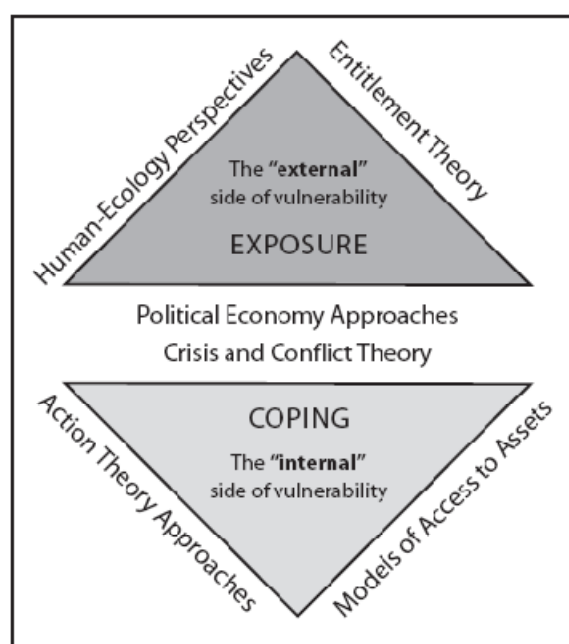 Human-Ecology Perspectives
Entitlement Theory
The "external"
side of vulnerability
EXPOSURE
Political Economy Approaches
Crisis and Conflict Theory
COPING
The "internal"
side of vulnerability
Action Theory Approaches
Models of Access to Assets